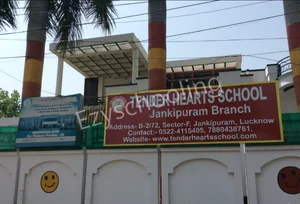 TENDER HEARTS SCHOOL
Jankipuram Branch
Address- B-2/72, Sector-F, Jankipuram, Lucknow
Contact:- 0522-4115405, 7880438761,
Website- www.tenderheartsschool.com
Ezyschooling